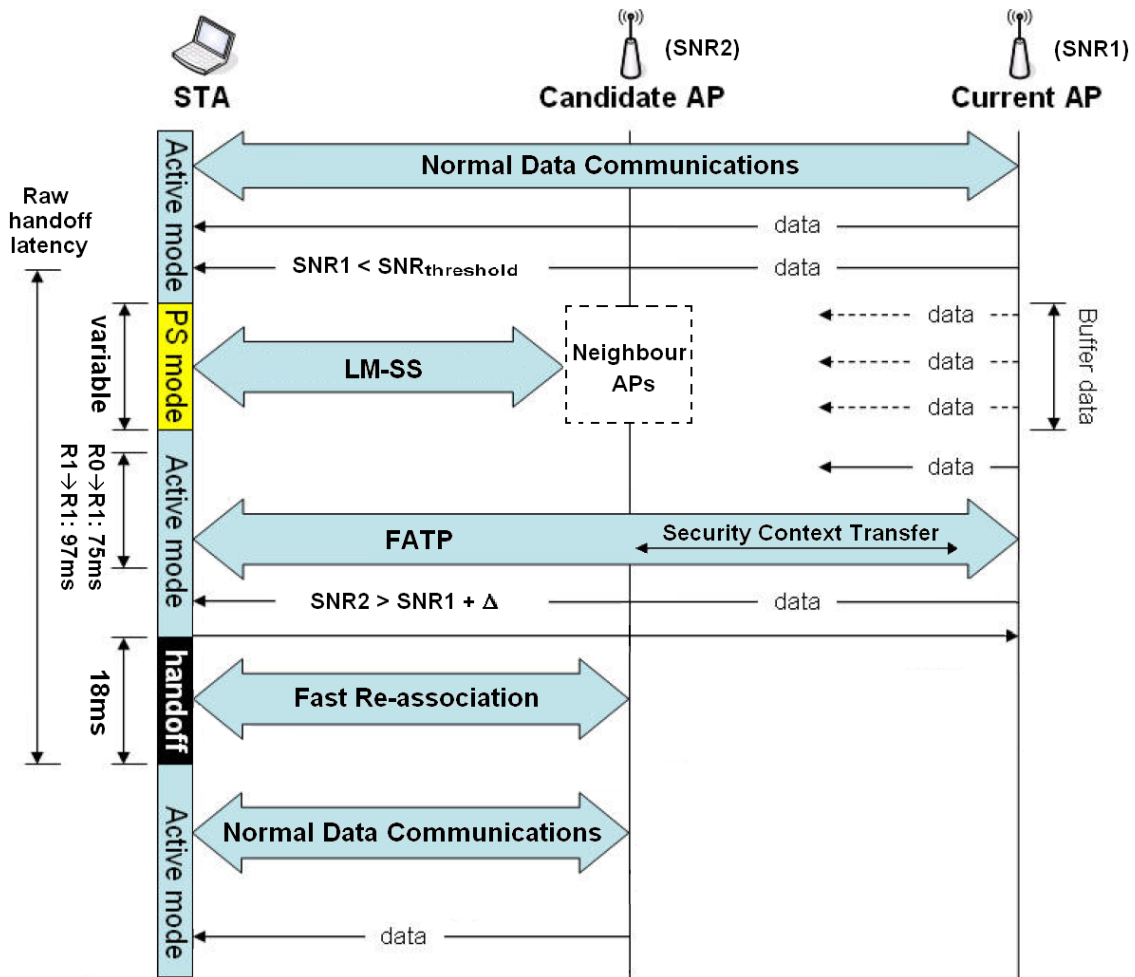 (SNR2)
(SNR1)
STA
Candidate AP
Current AP
Active mode
Normal Data Communications
Raw
handoff
latency
data
SNR1 < SNRthreshold
data
PS mode
variable
LM-SS
Neighbour
APs
data
data
data
Buffer data
Active mode
R0→R1: 75ms
R1→R1: 97ms
data
FATP
Security Context Transfer
SNR2 > SNR1 + Δ
data
handoff
18ms
Fast Re-association
Active mode
Normal Data Communications
data